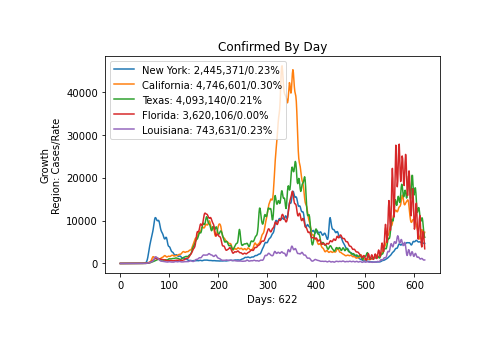 Confirmed By Day
New York: 2,445,371/0.23%
California: 4,746,601/0.30%
Texas: 4,093,140/0.21%
Florida: 3,620,106/0.00%
Louisiana: 743,631/0.23%
Growth
Region: Cases/Rate
40000
30000
20000
10000
0
0 100 200 300 400 500 600
Days: 622